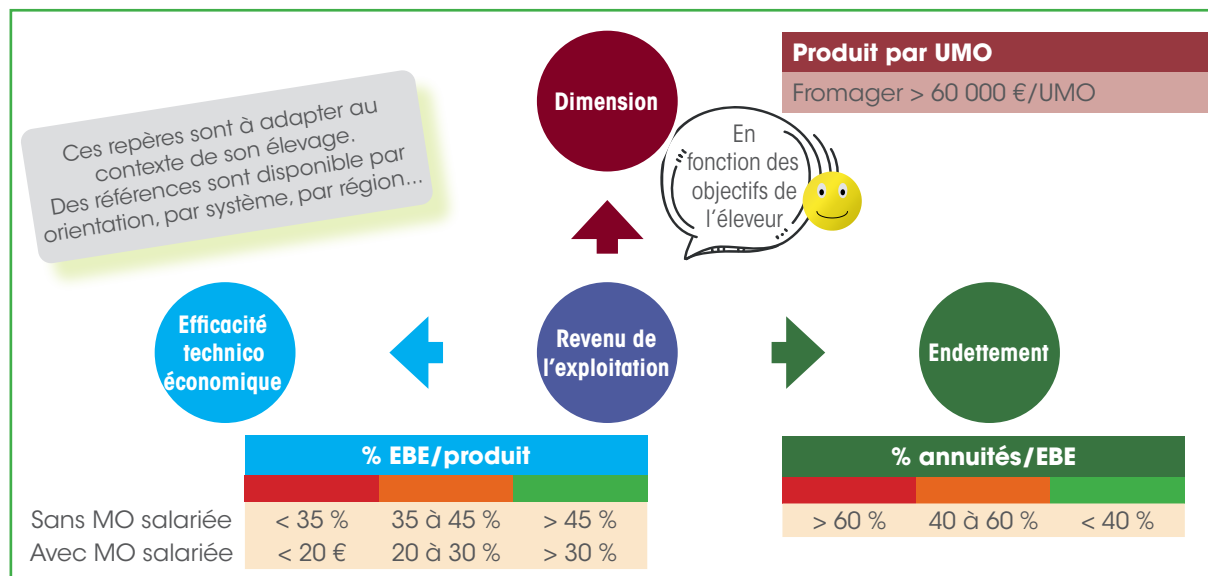 Produit par UMO
Fromager > 60 000 €/UMO
Dimension
Ces repères sont à adapter au
contexte de son élevage.
Des références sont disponible par
orientation, par système, par région...
En
fonction des
objectifs de
l'éleveur
Efficacité
technico
économique
Revenu de
l'exploitation
Endettement
% EBE/produit
Sans MO salariée < 35 % 35 à 45 % > 45 %
Avec MO salariée < 20 € 20 à 30 % > 30 %
% annuités/EBE
> 60 % 40 à 60 % < 40 %